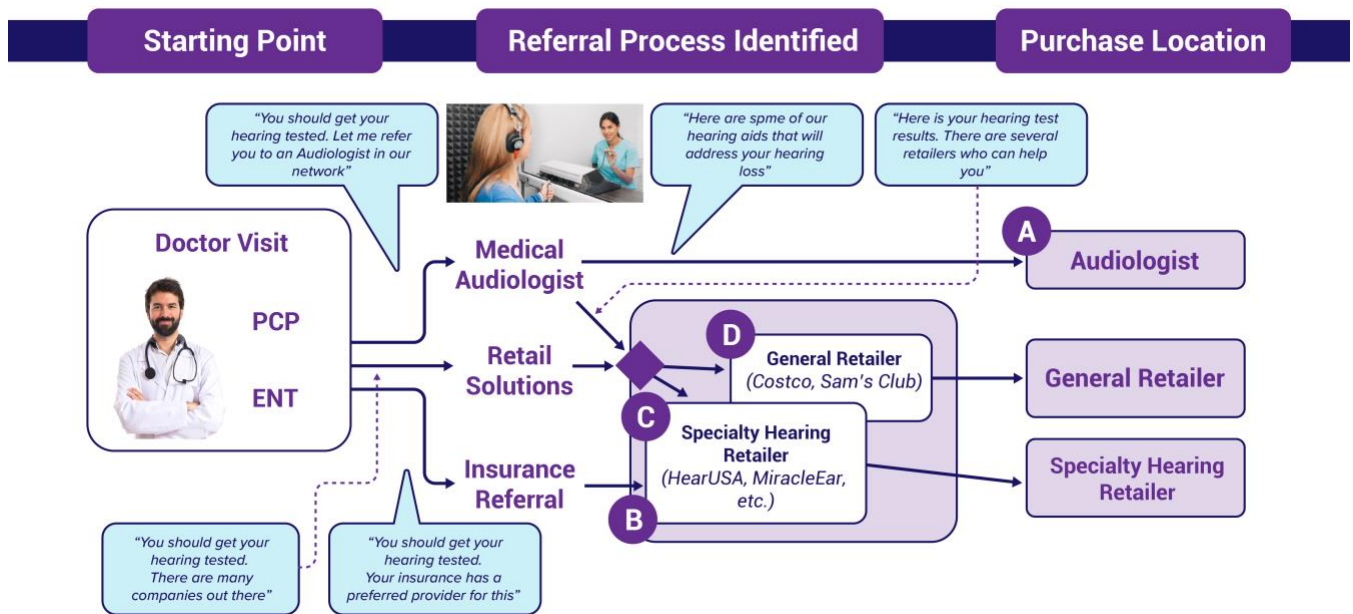 Starting Point
Referral Process Identified
Purchase Location
“You should get your
hearing tested. Let me refer
you to an Audiologist in our
network”
“Here are spme of our
hearing aids that will
address your hearing
loss”
“Here is your hearing test
results. There are several
retailers who can help
you”
Doctor Visit
PCP
ENT
Medical
Audiologist
Retail
Solutions
Insurance
Referral
A
Audiologist
D
General Retailer
(Costco, Sam's Club)
General Retailer
C
Specialty Hearing
Retailer
(HearUSA, MiracleEar,
etc.)
B
Specialty Hearing
Retailer
“You should get your
hearing tested.
There are many
companies out there”
“You should get your
hearing tested.
Your insurance has a
preferred provider for this”